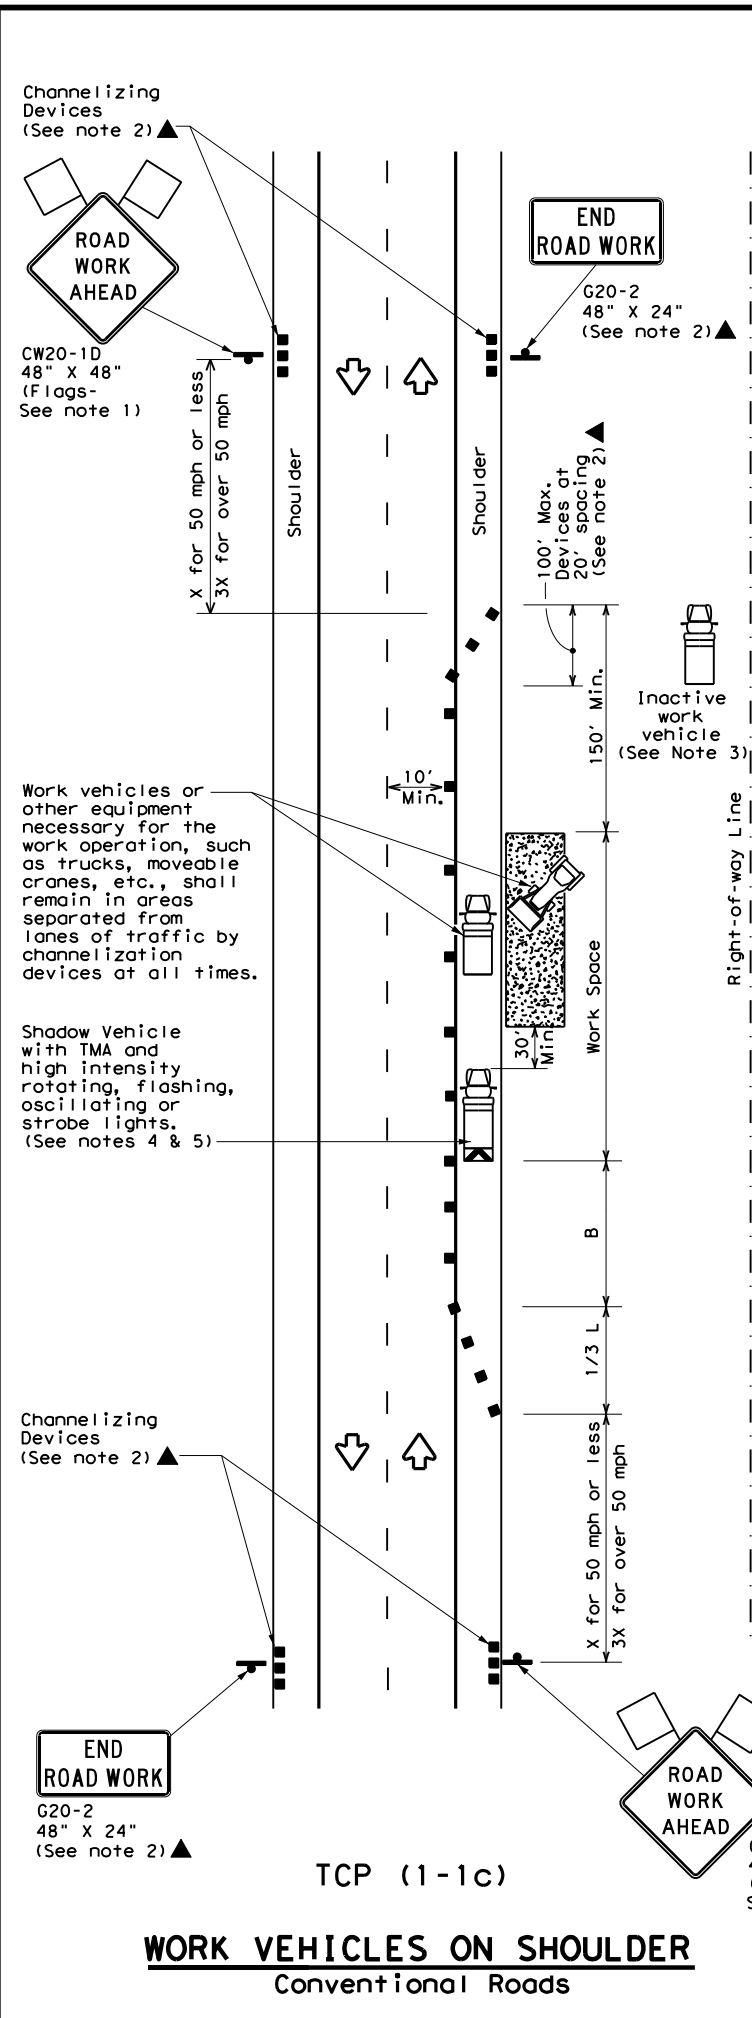 Channelizing
Devices
(See note 2) ▲
ROAD
WORK
AHEAD
CW20-1D
48" X 48"
(Flags-
See note 1)
END
ROAD WORK
G20-2
48" X 24"
(See note 2) ▲
X for 50 mph or less
3X for over 50 mph
Shoulder
Shoulder
100' Max.
Devices at
20' spacing
(See note 2) ▲
150' Min.
Inactive
work
vehicle
(See Note 3)
10'
Min.
Work vehicles or
other equipment
necessary for the
work operation, such
as trucks, moveable
cranes, etc., shall
remain in areas
separated from
lanes of traffic by
channelization
devices at all times.
Right-of-way Line
Work Space
30'
Min.
Shadow Vehicle
with TMA and
high intensity
rotating, flashing,
oscillating or
strobe lights.
(See notes 4 & 5)
B
1/3 L
Channelizing
Devices
(See note 2) ▲
X for 50 mph or less
3X for over 50 mph
END
ROAD WORK
G20-2
48" X 24"
(See note 2) ▲
ROAD
WORK
AHEAD
TCP (1-1c)
WORK VEHICLES ON SHOULDER
Conventional Roads